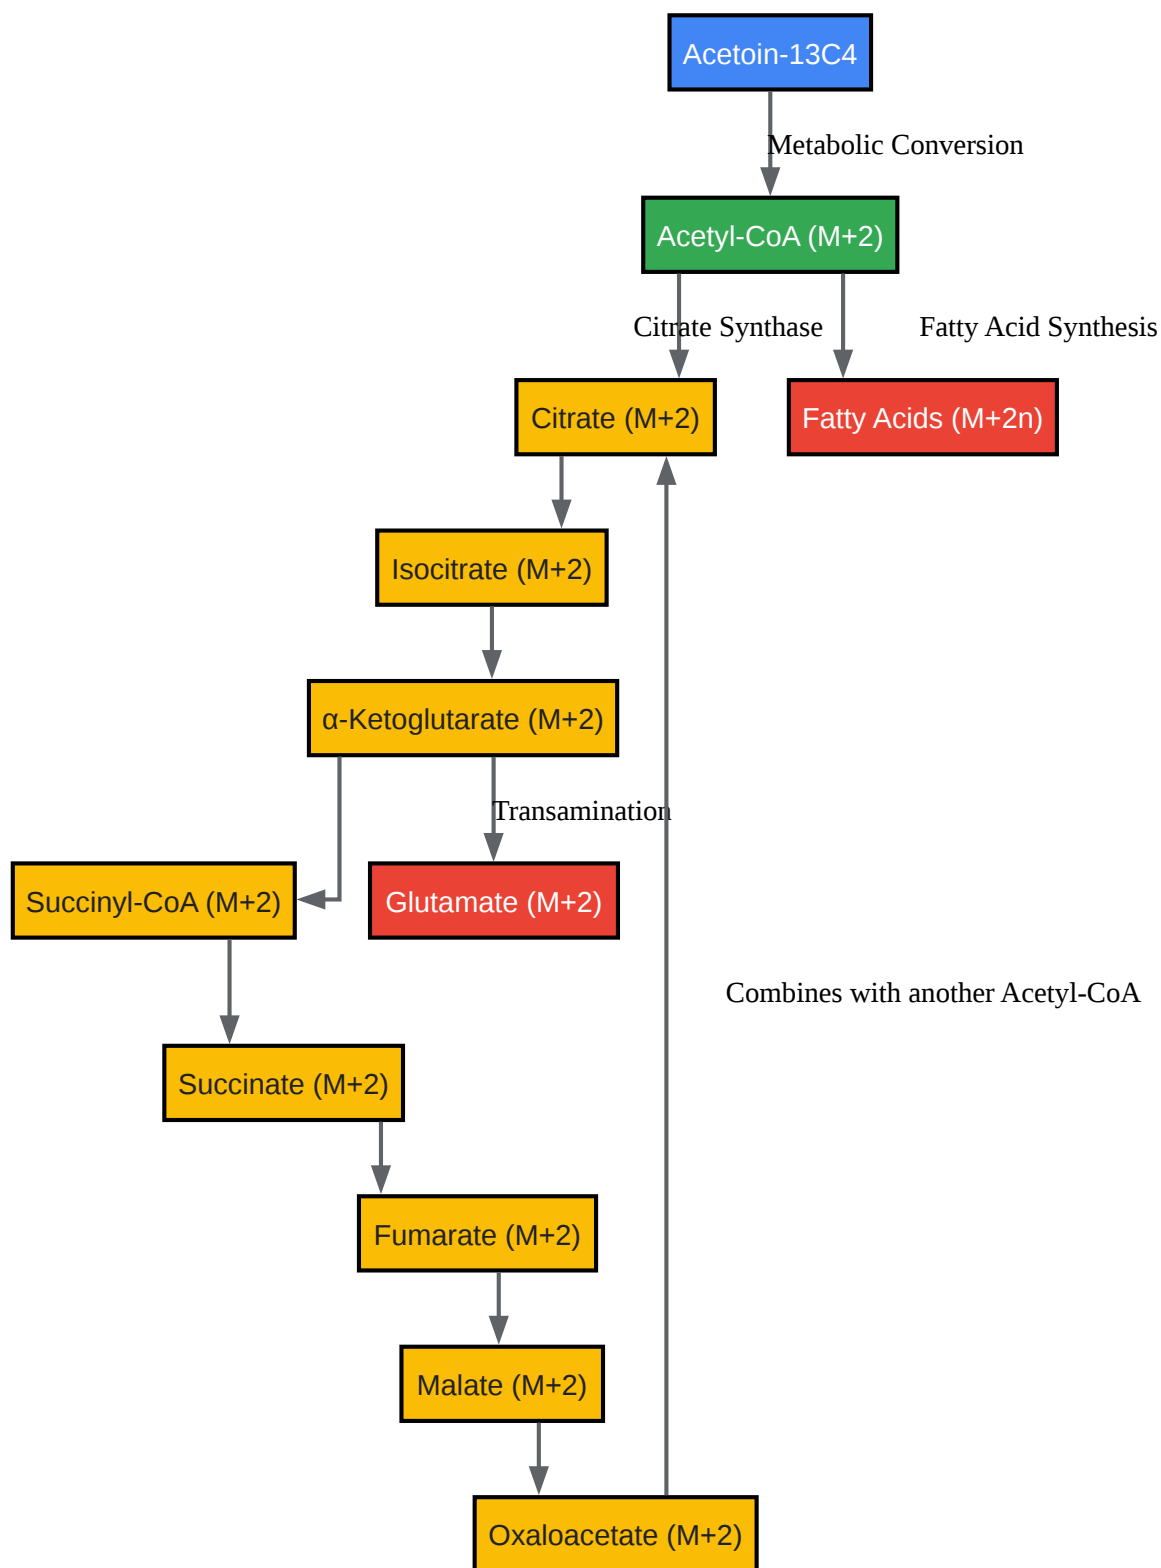 Acetoin-13C4
Metabolic Conversion
Acetyl-CoA (M+2)
Citrate Synthase
Fatty Acid Synthesis
Citrate (M+2)
Fatty Acids (M+2n)
Isocitrate (M+2)
α-Ketoglutarate (M+2)
Transamination
Succinyl-CoA (M+2)
Glutamate (M+2)
Combines with another Acetyl-CoA
Succinate (M+2)
Fumarate (M+2)
Malate (M+2)
Oxaloacetate (M+2)